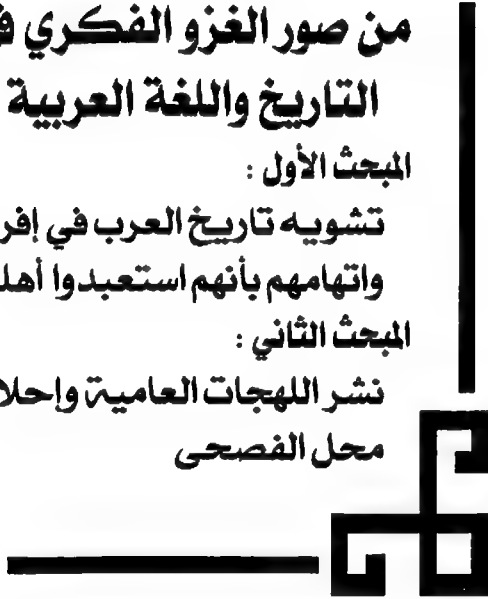 من صور الغزو الفكري
التاريخ واللغة العربية
المبحث الأول :
تشويه تاريخ العرب في
واتهامهم بأنهم استعبدوا
المبحث الثاني :
نشر اللهجات العامية
محل الفصحى